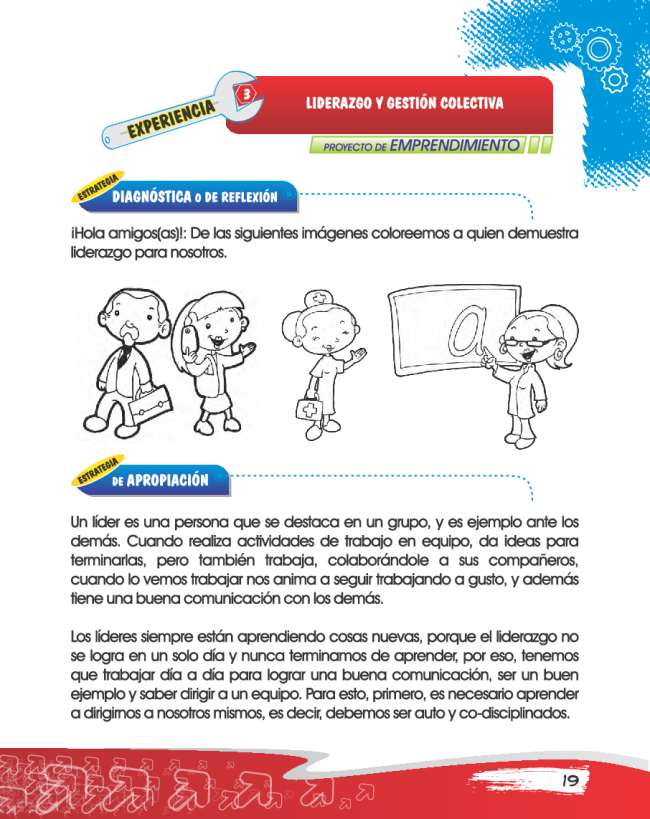 EXPERIENCIA
3
LIDERAZGO Y GESTIÓN COLECTIVA
PROYECTO DE EMPRENDIMIENTO
ESTRATEGIA
DIAGNÓSTICA O DE REFLEXIÓN
¡Hola amigos(as)!: De las siguientes imágenes coloreemos a quien demuestra
liderazgo para nosotros.
a
ESTRATEGIA
DE APROPIACIÓN
Un líder es una persona que se destaca en un grupo, y es ejemplo ante los
demás. Cuando realiza actividades de trabajo en equipo, da ideas para
terminarlas, pero también trabaja, colaborándole a sus compañeros,
cuando lo vemos trabajar nos anima a seguir trabajando a gusto, y además
tiene una buena comunicación con los demás.
Los líderes siempre están aprendiendo cosas nuevas, porque el liderazgo no
se logra en un solo día y nunca terminamos de aprender, por eso, tenemos
que trabajar día a día para lograr una buena comunicación, ser un buen
ejemplo y saber dirigir a un equipo. Para esto, primero, es necesario aprender
a dirigirnos a nosotros mismos, es decir, debemos ser auto y co-disciplinados.
19